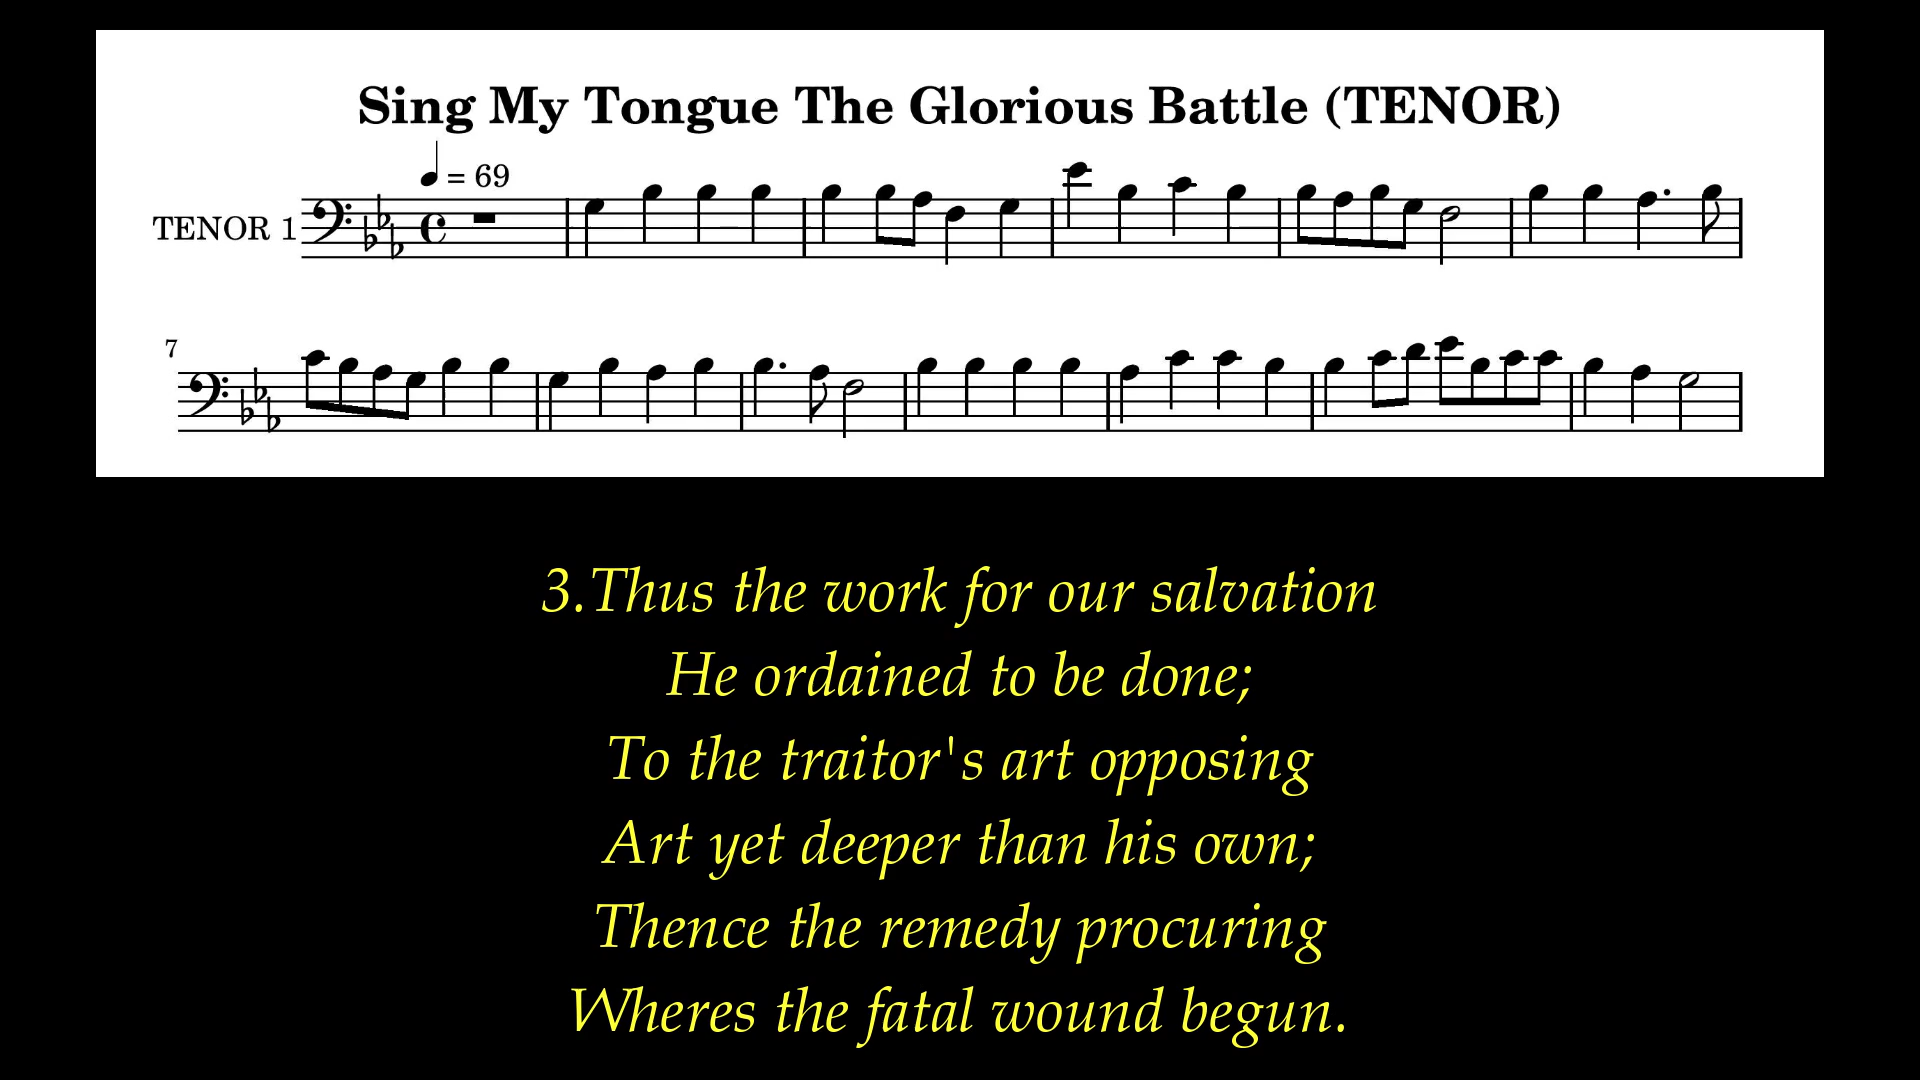 Sing My Tongue The Glorious Battle (TENOR)
= 69
TENOR 1
7
3.Thus the work for our salvation
He ordained to be done;
To the traitor's art opposing
Art yet deeper than his own;
Thence the remedy procuring
Wheres the fatal wound begun.